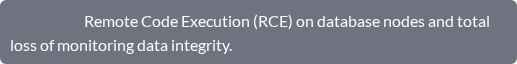 Remote Code Execution (RCE) on database nodes and total
loss of monitoring data integrity.